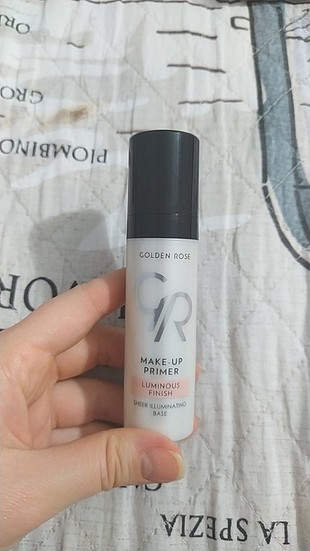 GOLDEN ROSE
GR
MAKE-UP
PRIMER
LUMINOUS
FINISH
SHEER ILLUMINATING
BASE
PIOMBINO
LA SPEZIA